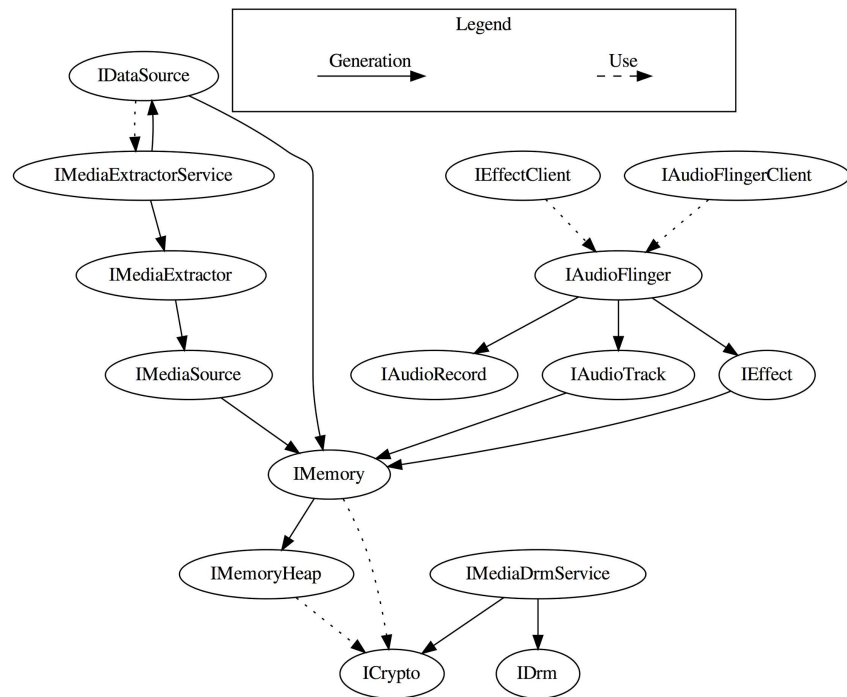 Legend
Generation
Use
IDataSource
IMediaExtractorService
IEffectClient
IAudioFlingerClient
IMediaExtractor
IAudioFlinger
IMediaSource
IAudioRecord
IAudioTrack
IEffect
IMemory
IMemoryHeap
IMediaDrmService
ICrypto
IDrm